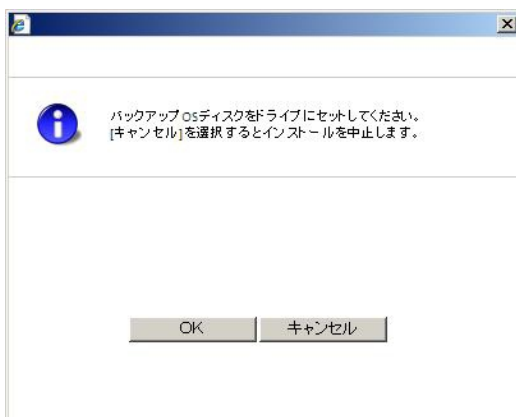 バックアップOSディスクをドライブにセットしてください。
[キャンセル]を選択するとインストールを中止します。
OK
キャンセル